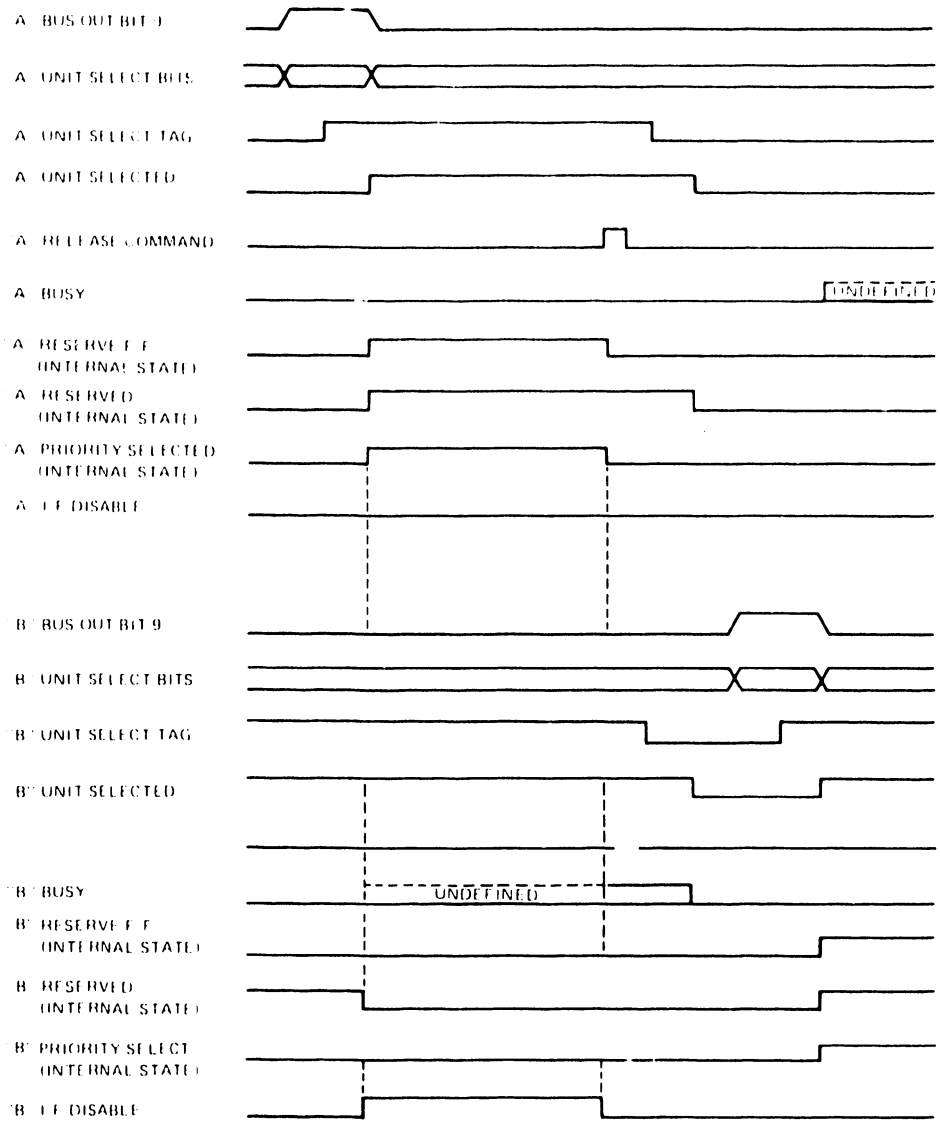 A BUS OUT BIT 9
A UNIT SELECT BITS
A UNIT SELECT TAG
A UNIT SELECTED
A RELEASE COMMAND
A BUSY
UNDEFINED
A RESERVE F F
(INTERNAL STATE)
A RESERVED
(INTERNAL STATE)
A PRIORITY SELECTED
(INTERNAL STATE)
A I F DISABLE
"B" BUS OUT BIT 9
B" UNIT SELECT BITS
"B" UNIT SELECT TAG
B" UNIT SELECTED
"B" BUSY
UNDEFINED
B" RESERVE F F
(INTERNAL STATE)
B RESERVED
(INTERNAL STATE)
"B" PRIORITY SELECT
(INTERNAL STATE)
"B I F DISABLE